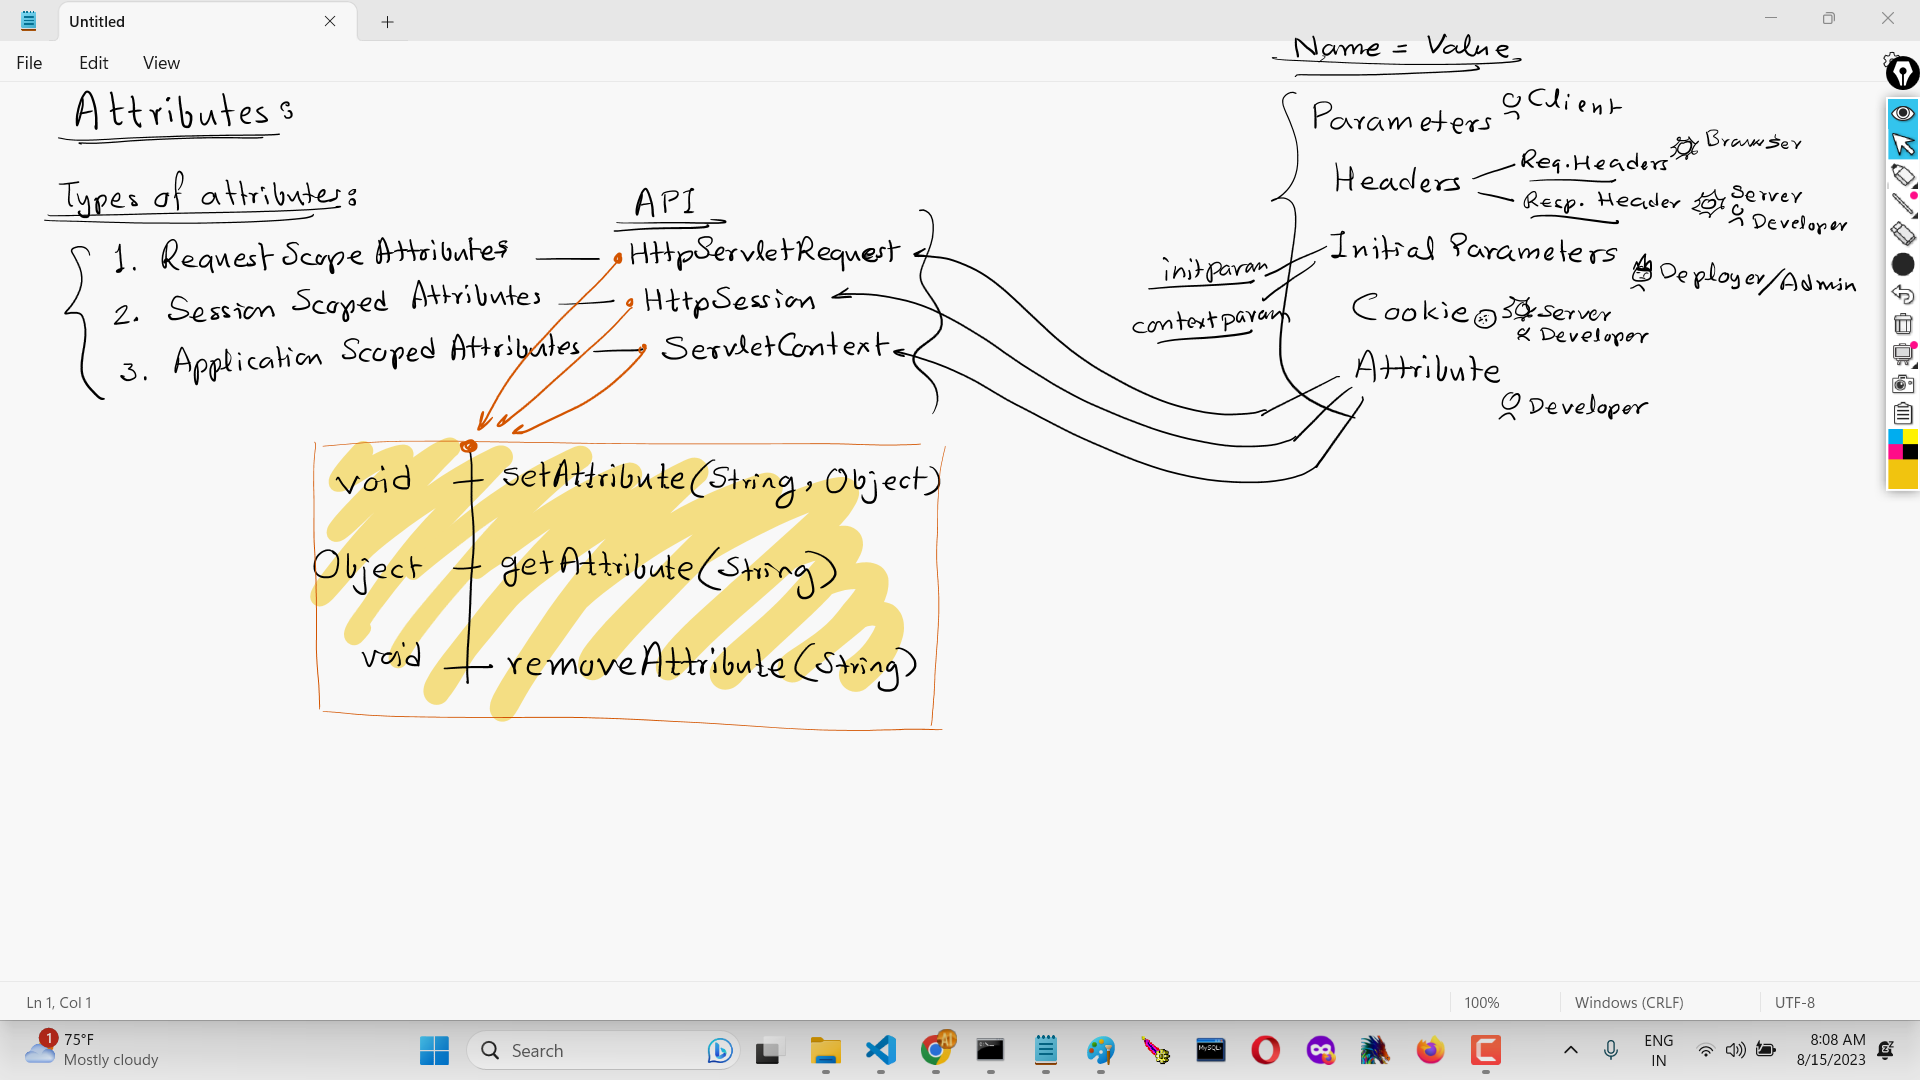 Untitled
File Edit View
Name = Value
Attributes:
Types of attributes:
API
1. Request Scope Attributes — HttpServletRequest
2. Session Scoped Attributes — HttpSession
3. Application Scoped Attributes — ServletContext
void setAttribute(String, Object)
Object getAttribute(String)
void removeAttribute(String)
Parameters Client
Headers
Req. Headers Browser
Resp. Header Server
Developer
Initial Parameters
Deployer/Admin
initparam
contextparam
Cookie Server
Developer
Attribute
Developer
Ln 1, Col 1
100%
Windows (CRLF)
UTF-8
1
75°F
Mostly cloudy
Search
MySQL
ENG
IN
8:08 AM
8/15/2023